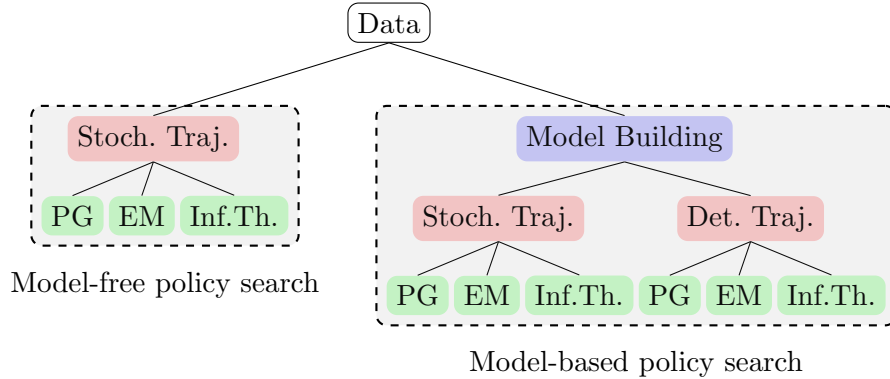 Data
Stoch. Traj.
PG EM Inf.Th.
Model-free policy search
Model Building
Stoch. Traj. Det. Traj.
PG EM Inf.Th. PG EM Inf.Th.
Model-based policy search